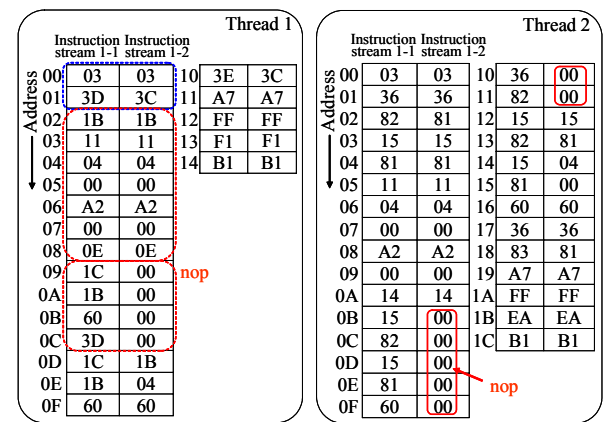 Thread 1
Instruction Instruction
stream 1-1 stream 1-2
Address
00 03 03 10 3E 3C
01 3D 3C 11 A7 A7
02 1B 1B 12 FF FF
03 11 11 13 F1 F1
04 04 04 14 B1 B1
05 00 00
06 A2 A2
07 00 00
08 0E 0E
09 1C 00 nop
0A 1B 00
0B 60 00
0C 3D 00
0D 1C 1B
0E 1B 04
0F 60 60
Thread 2
Instruction Instruction
stream 1-1 stream 1-2
Address
00 03 03 10 36 00
01 36 36 11 82 00
02 82 81 12 15 15
03 15 15 13 82 81
04 81 81 14 15 04
05 11 11 15 81 00
06 04 04 16 60 60
07 00 00 17 36 36
08 A2 A2 18 83 81
09 00 00 19 A7 A7
0A 14 14 1A FF FF
0B 15 00 1B EA EA
0C 82 00 1C B1 B1
0D 15 00
0E 81 00 nop
0F 60 00